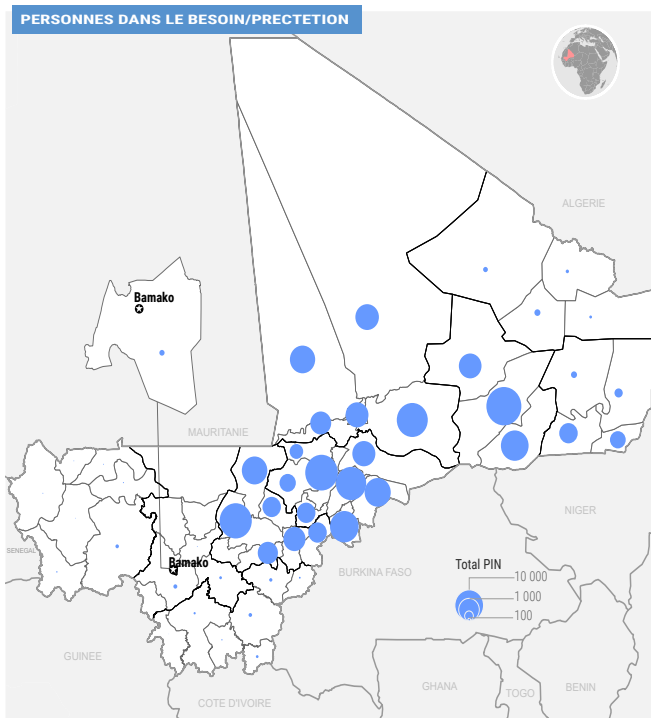 PERSONNES DANS LE BESOIN/PRECTETION
ALGERIE
Bamako
MAURITANIE
NIGER
SENEGAL
Bamako
BURKINA FASO
Total PIN
10 000
1 000
100
GUINEE
GHANA
TOGO
BENIN
COTE D'IVOIRE